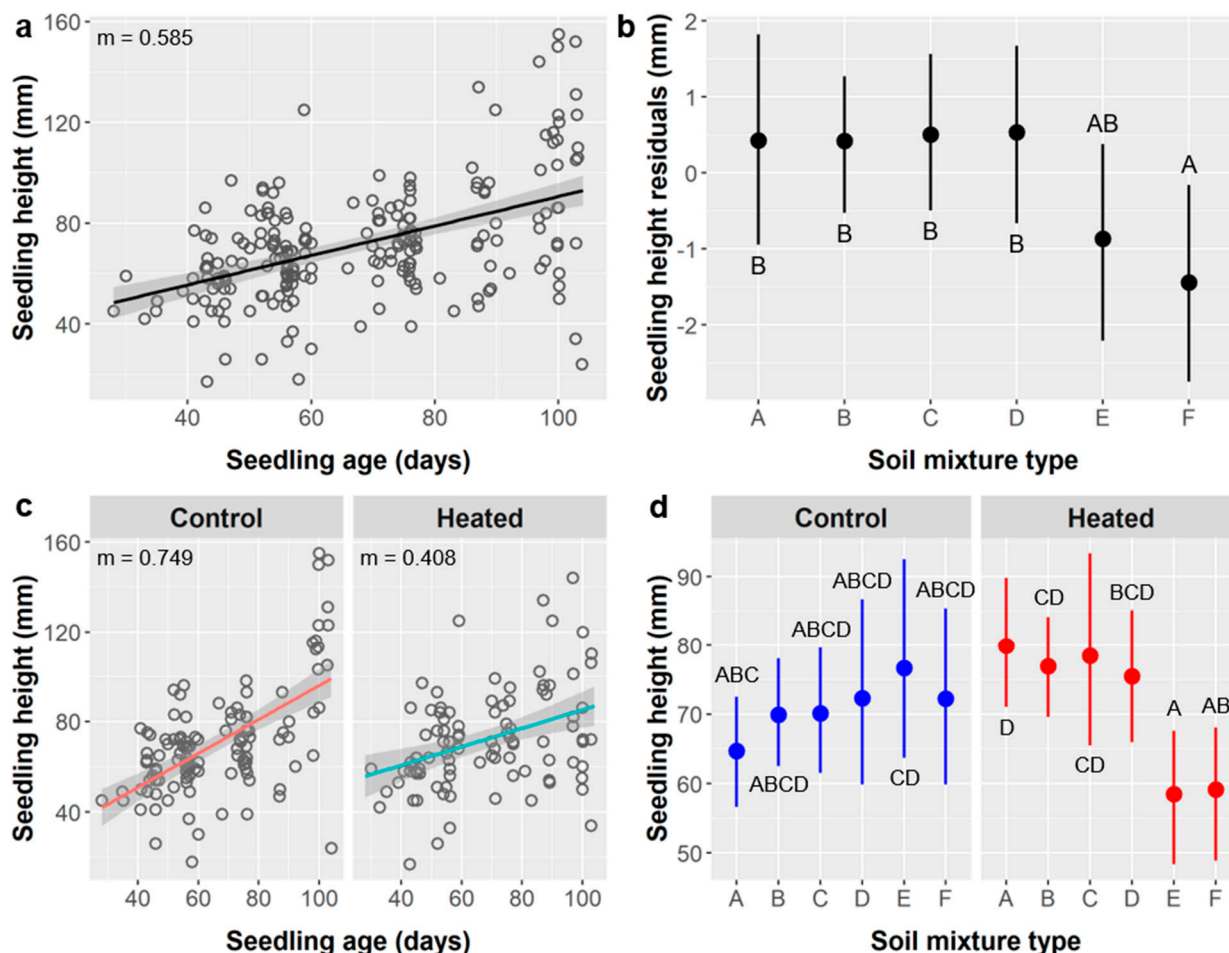 a
m = 0.585
Seedling height (mm)
160
120
80
40
40 60 80 100
Seedling age (days)
b
Seedling height residuals (mm)
2
1
0
-1
-2
B B B B AB A
A B C D E F
Soil mixture type
c
Control Heated
m = 0.749 m = 0.408
Seedling height (mm)
160
120
80
40
40 60 80 100 40 60 80 100
Seedling age (days)
d
Control Heated
Seedling height (mm)
90
80
70
60
50
ABC ABCD ABCD ABCD CD ABCD
D CD CD BCD A AB
A B C D E F A B C D E F
Soil mixture type